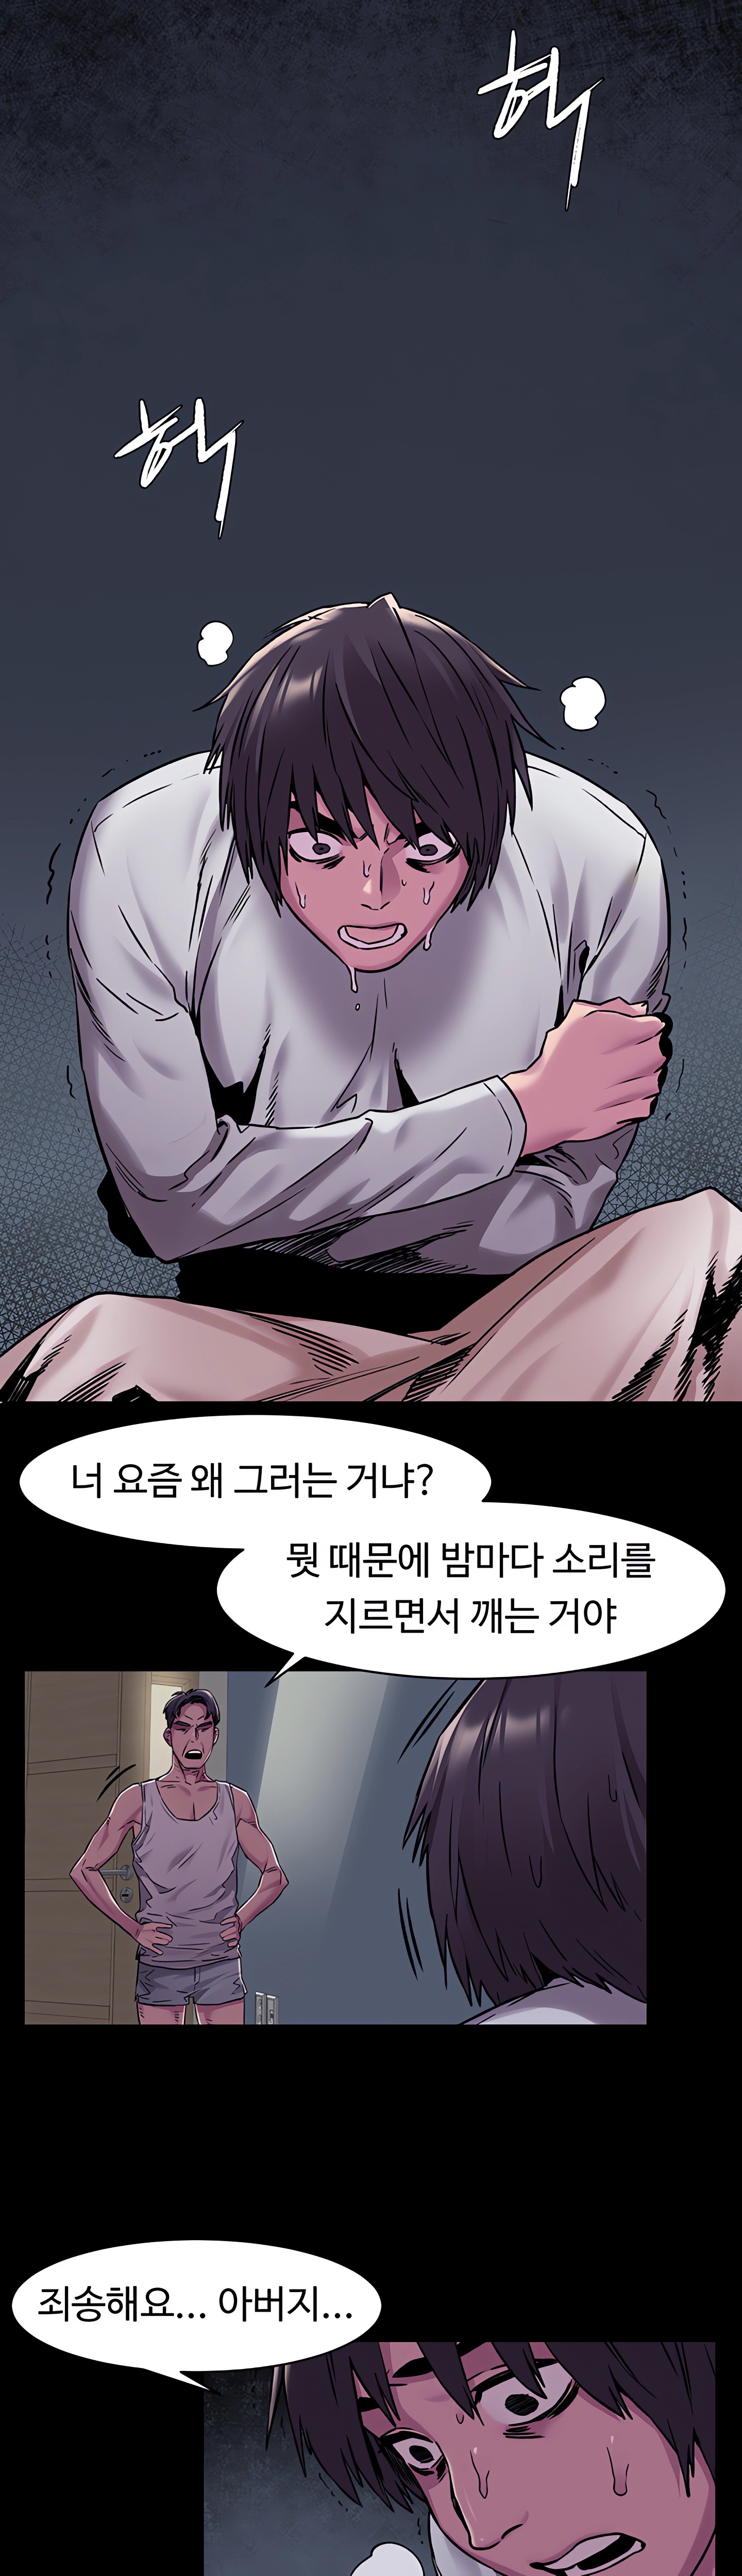 헉
헉
너 요즘 왜 그러는 거냐?
뭣 때문에 밤마다 소리를
지르면서 깨는 거야
죄송해요... 아버지...